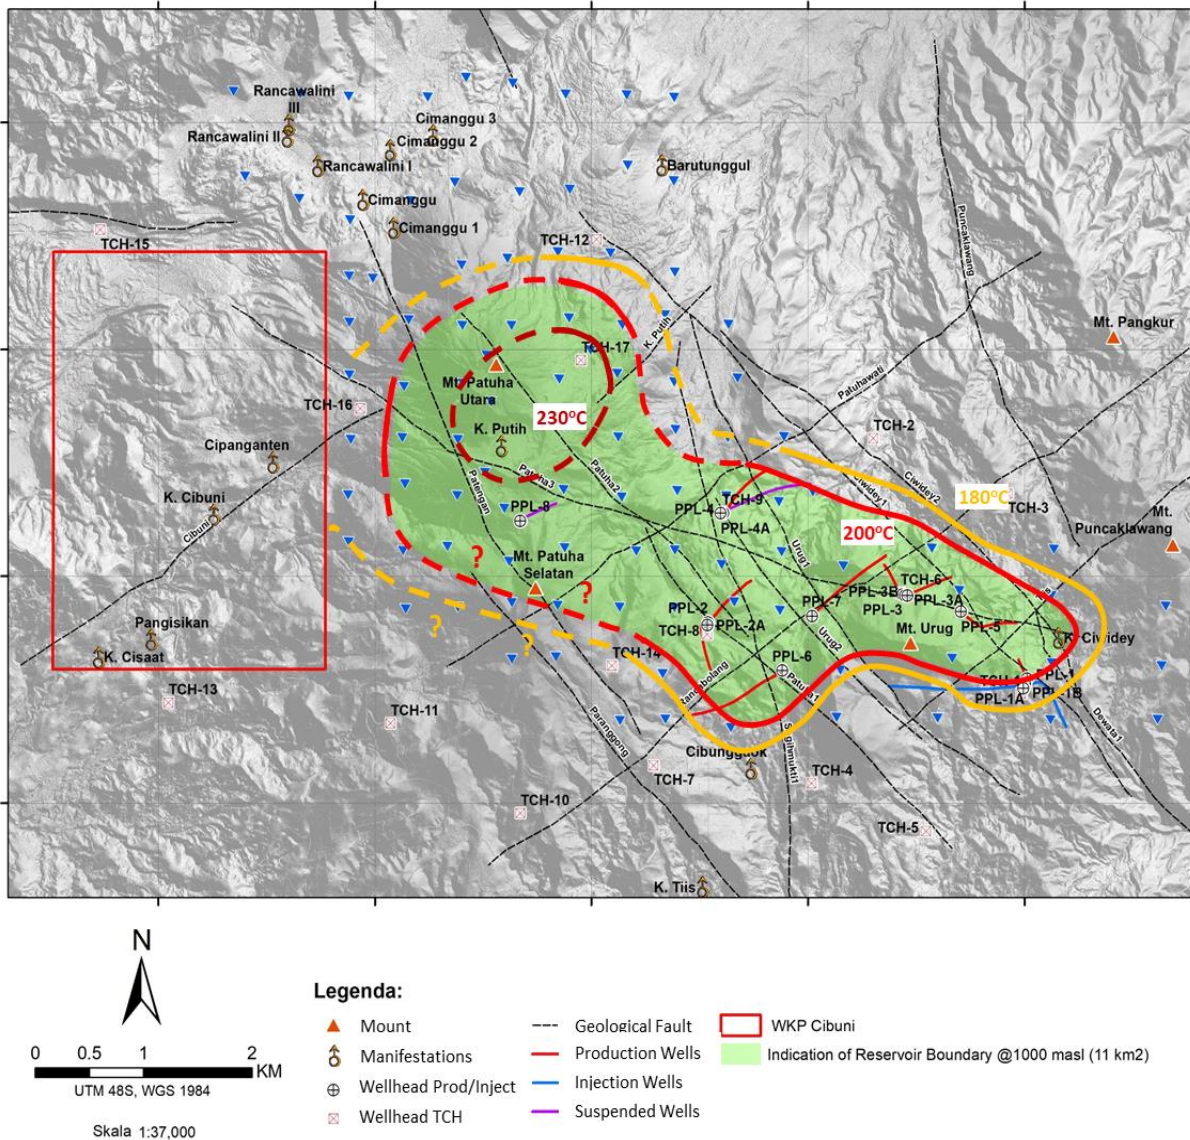 Rancawalini
III
Cimanggu 3
Rancawalini II
Cimanggu 2
Rancawalini I
Barutunggul
Cimanggu
Cimanggu 1
TCH-15
TCH-12
Puncaklawang
Mt. Pangkur
K. Putih
TCH-17
Mt. Patuha
Utara
Patuhawati
TCH-16
230°C
TCH-2
K. Putih
Cipanganten
Patuha3
Patuha2
Patengan
Ciwidey1
Ciwidey2
180°C
K. Cibuni
Cibuni
PPL-8
TCH-9
PPL-4
PPL-4A
TCH-3
Mt.
Puncaklawang
200°C
?
Mt. Patuha
Selatan
?
Urug1
TCH-6
PPL-3B
PPL-3A
PPL-3
PPL-2
PPL-7
TCH-8
PPL-2A
PPL-5
Pangisikan
?
?
Urug2
Mt. Urug
K. Ciwidey
K. Cisaat
TCH-14
PPL-6
TCH-13
Patuha1
PPL-1A
PPL-1B
TCH-11
Paranggong
Dewata1
Cibunggaok
TCH-7
TCH-4
TCH-10
TCH-5
K. Tiis
N
0 0.5 1 2
KM
UTM 48S, WGS 1984
Skala 1:37,000
Legenda:
Mount
Manifestations
Wellhead Prod/Inject
Wellhead TCH
Geological Fault
Production Wells
Injection Wells
Suspended Wells
WKP Cibuni
Indication of Reservoir Boundary @1000 masl (11 km2)